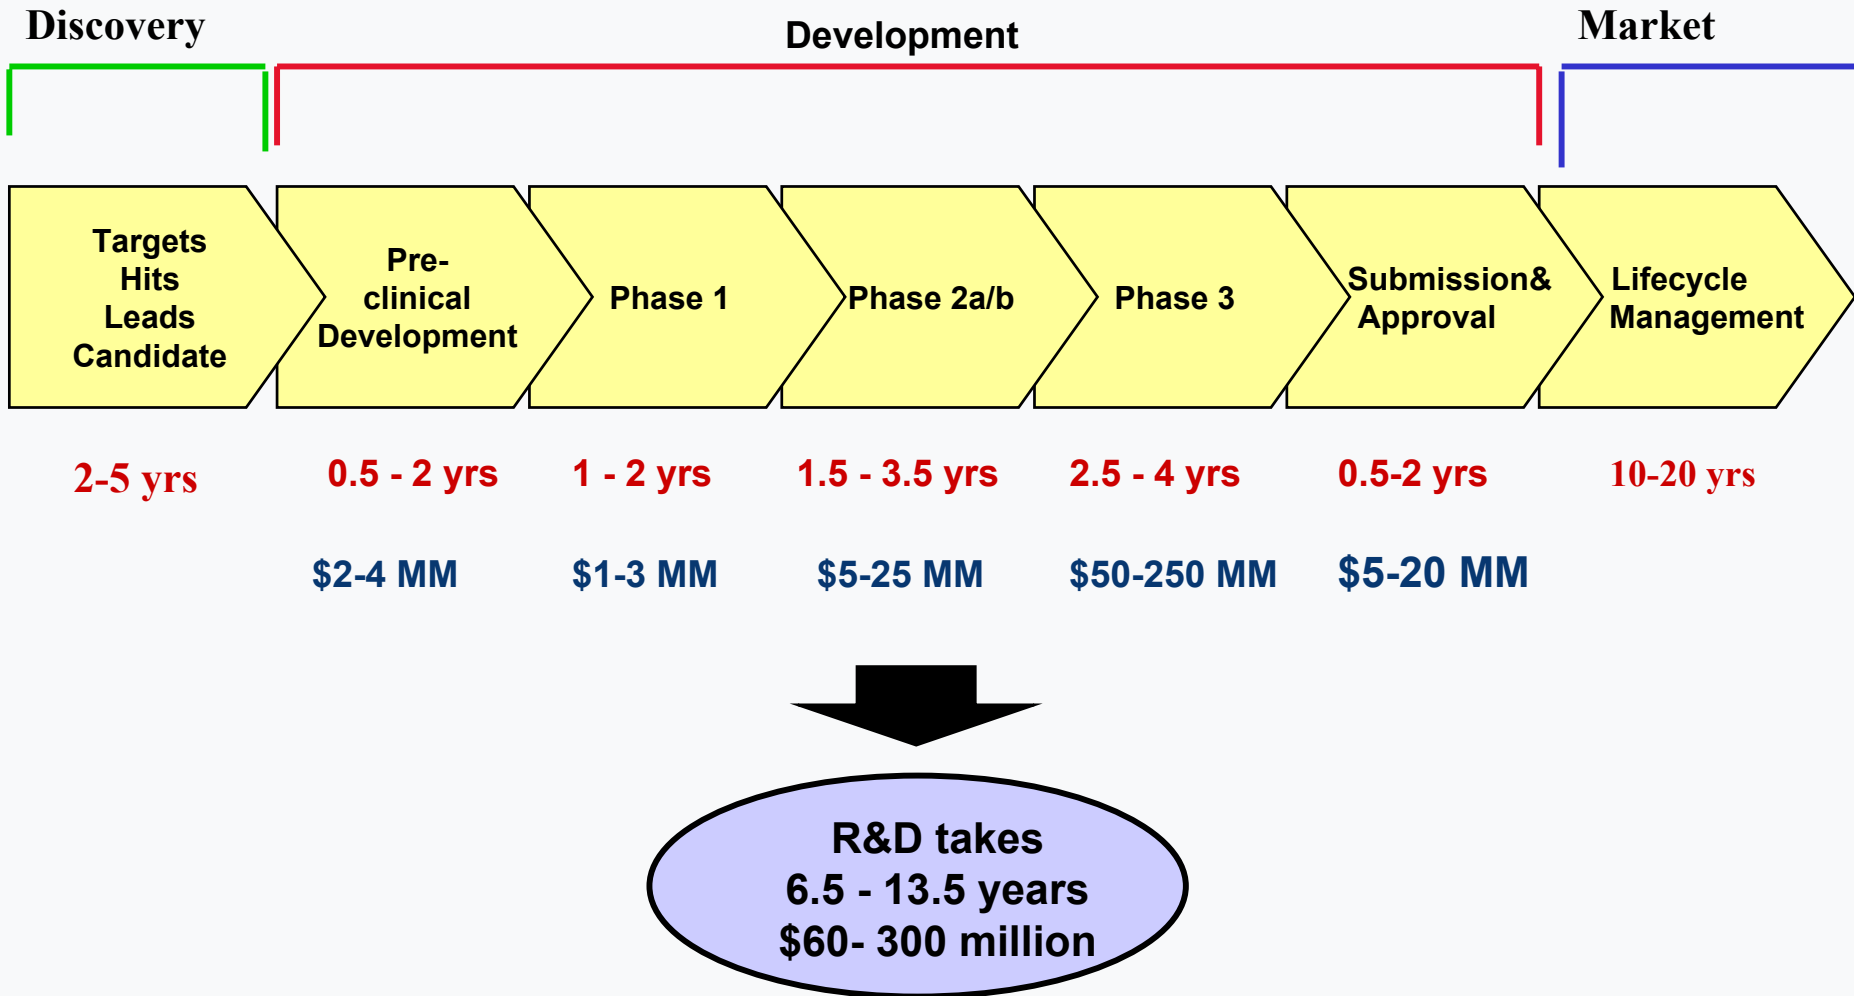 Discovery
Development
Market
Targets
Hits
Leads
Candidate
Pre-
clinical
Development
Phase 1
Phase 2a/b
Phase 3
Submission&
Approval
Lifecycle
Management
2-5 yrs
0.5 - 2 yrs
1 - 2 yrs
1.5 - 3.5 yrs
2.5 - 4 yrs
0.5-2 yrs
10-20 yrs
$2-4 MM
$1-3 MM
$5-25 MM
$50-250 MM
$5-20 MM
R&D takes
6.5 - 13.5 years
$60- 300 million